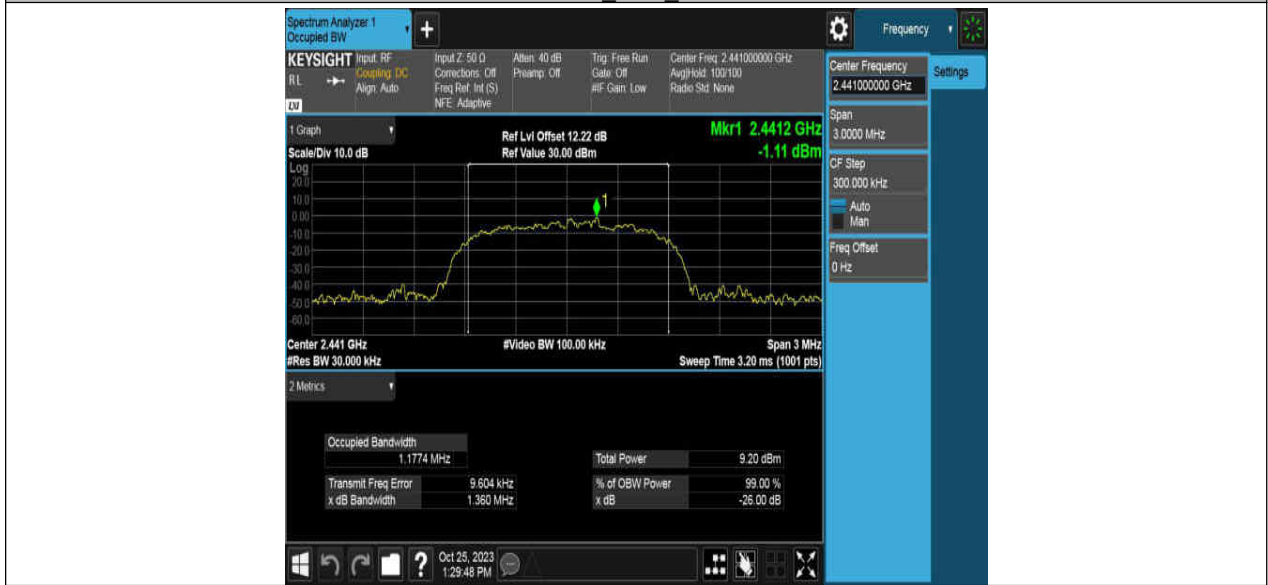 Spectrum Analyzer 1
Occupied BW
+
Frequency
KEYSIGHT
Input: RF
Coupling: DC
Align: Auto
RL
LXI
Input Z: 50 Ω
Corrections: Off
Freq Ref: Int (S)
NFE: Adaptive
Atten: 40 dB
Preamp: Off
Trig: Free Run
Gate: Off
#IF Gain: Low
Center Freq: 2.441000000 GHz
Avg|Hold: 100/100
Radio Std: None
1 Graph
Scale/Div 10.0 dB
Ref Lvl Offset 12.22 dB
Ref Value 30.00 dBm
Mkr1 2.4412 GHz
-1.11 dBm
Log
20.0
10.0
0.00
-10.0
-20.0
-30.0
-40.0
-50.0
-60.0
1
Center 2.441 GHz
#Res BW 30.000 kHz
#Video BW 100.00 kHz
Span 3 MHz
Sweep Time 3.20 ms (1001 pts)
2 Metrics
Occupied Bandwidth
1.1774 MHz
Total Power 9.20 dBm
Transmit Freq Error 9.604 kHz
% of OBW Power 99.00 %
x dB Bandwidth 1.360 MHz
x dB -26.00 dB
Center Frequency
2.441000000 GHz
Settings
Span
3.0000 MHz
CF Step
300.000 kHz
Auto
Man
Freq Offset
0 Hz
?
Oct 25, 2023
1:29:48 PM